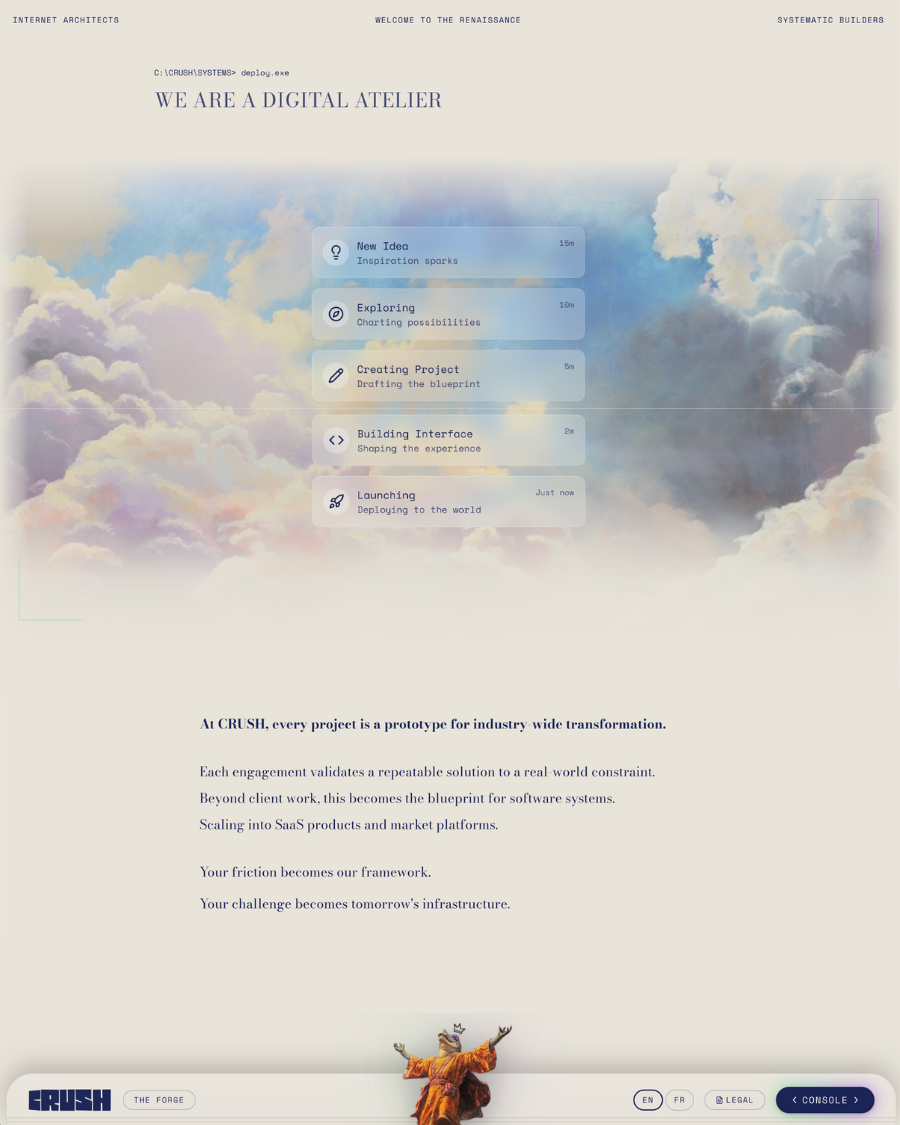 INTERNET ARCHITECTS
WELCOME TO THE RENAISSANCE
SYSTEMATIC BUILDERS
C:\CRUSH\SYSTEMS> deploy.exe
WE ARE A DIGITAL ATELIER
New Idea
15m
Inspiration sparks
Exploring
10m
Charting possibilities
Creating Project
5m
Drafting the blueprint
Building Interface
2m
Shaping the experience
Launching
Just now
Deploying to the world
At CRUSH, every project is a prototype for industry-wide transformation.
Each engagement validates a repeatable solution to a real-world constraint.
Beyond client work, this becomes the blueprint for software systems.
Scaling into SaaS products and market platforms.
Your friction becomes our framework.
Your challenge becomes tomorrow's infrastructure.
CRUSH
THE FORGE
EN
FR
LEGAL
CONSOLE